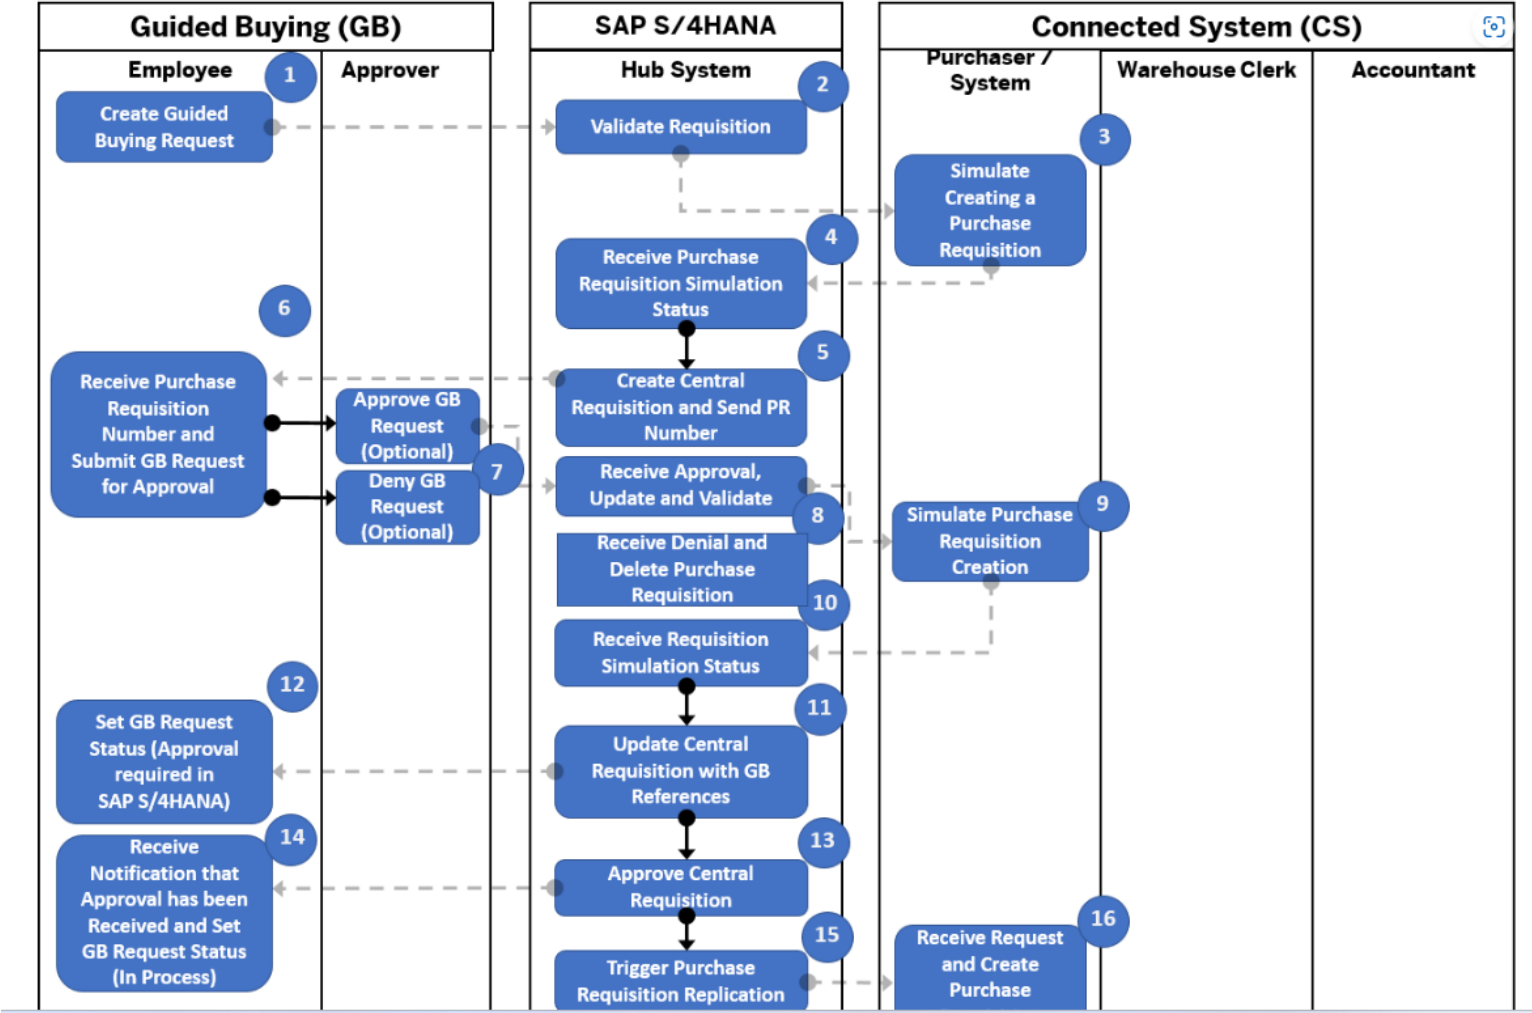 Guided Buying (GB)
SAP S/4HANA
Connected System (CS)
Employee
Approver
Hub System
Purchaser /
System
Warehouse Clerk
Accountant
1
Create Guided
Buying Request
2
Validate Requisition
3
Simulate
Creating a
Purchase
Requisition
4
Receive Purchase
Requisition Simulation
Status
5
Create Central
Requisition and Send PR
Number
6
Receive Purchase
Requisition
Number and
Submit GB Request
for Approval
Approve GB
Request
(Optional)
7
Deny GB
Request
(Optional)
Receive Approval,
Update and Validate
8
Receive Denial and
Delete Purchase
Requisition
9
Simulate Purchase
Requisition
Creation
10
Receive Requisition
Simulation Status
11
Update Central
Requisition with GB
References
12
Set GB Request
Status (Approval
required in
SAP S/4HANA)
13
Approve Central
Requisition
14
Receive
Notification that
Approval has been
Received and Set
GB Request Status
(In Process)
15
Trigger Purchase
Requisition Replication
16
Receive Request
and Create
Purchase